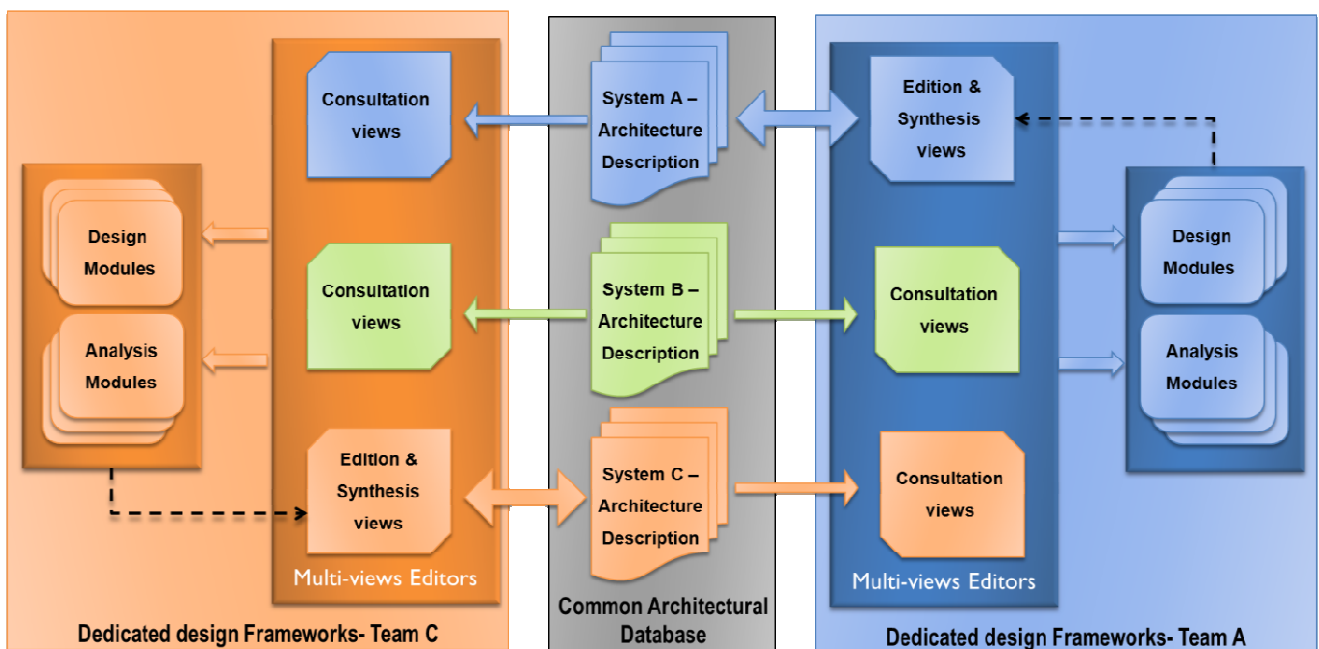 Design
Modules
Analysis
Modules
Consultation
views
Consultation
views
Edition &
Synthesis
views
Multi-views Editors
Dedicated design Frameworks- Team C
System A –
Architecture
Description
System B –
Architecture
Description
System C –
Architecture
Description
Common Architectural
Database
Edition &
Synthesis
views
Consultation
views
Consultation
views
Multi-views Editors
Design
Modules
Analysis
Modules
Dedicated design Frameworks- Team A